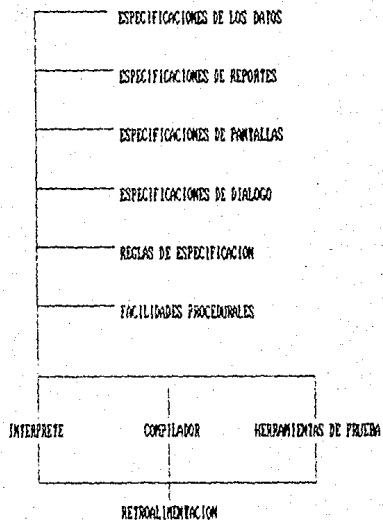 ESPECIFICACIONES DE LOS DATOS
ESPECIFICACIONES DE REPORTES
ESPECIFICACIONES DE PANTALLAS
ESPECIFICACIONES DE DIALOGO
REGLAS DE ESPECIFICACION
FACILIDADES PROCEDURALES
INTERPRETE COMPILADOR HERRAMIENTAS DE PRUEBA
RETROALIMENTACION